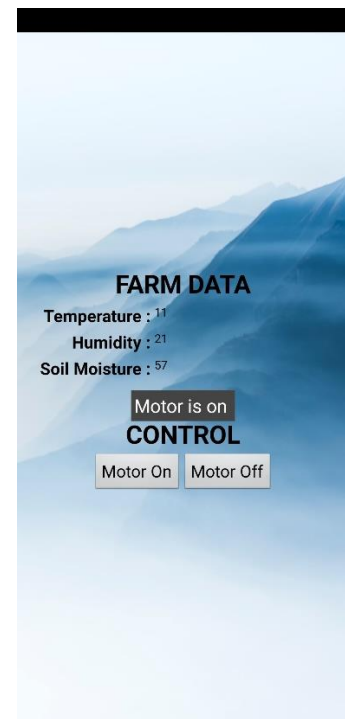 FARM DATA
Temperature : 11
Humidity : 21
Soil Moisture : 57
Motor is on
CONTROL
Motor On Motor Off